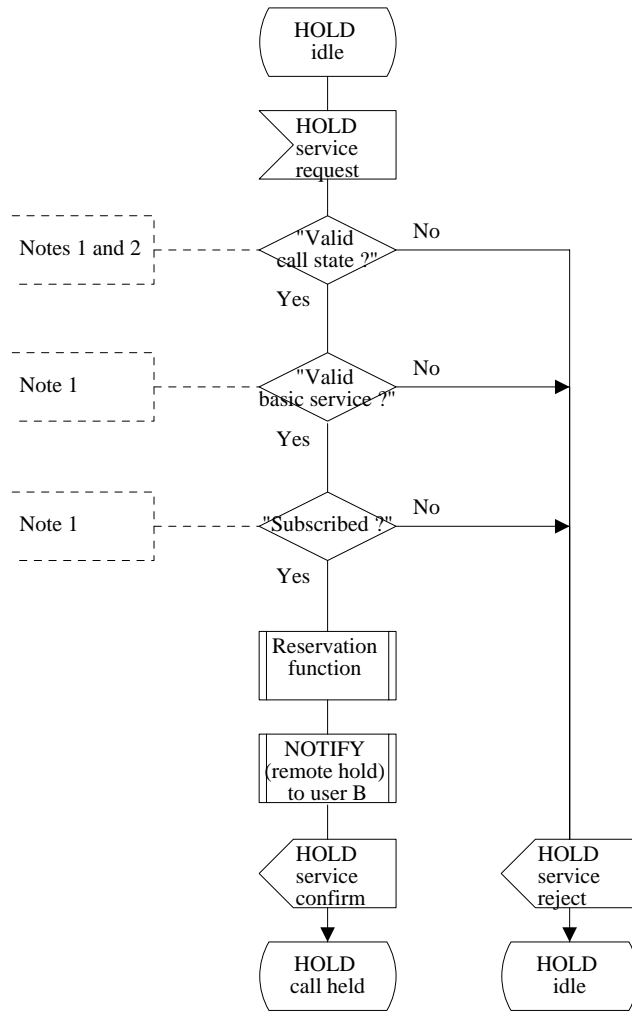 HOLD
idle
HOLD
service
request
Notes 1 and 2
"Valid
call state ?"
No
Yes
Note 1
"Valid
basic service ?"
No
Yes
Note 1
"Subscribed ?"
No
Yes
Reservation
function
NOTIFY
(remote hold)
to user B
HOLD
service
confirm
HOLD
service
reject
HOLD
call held
HOLD
idle